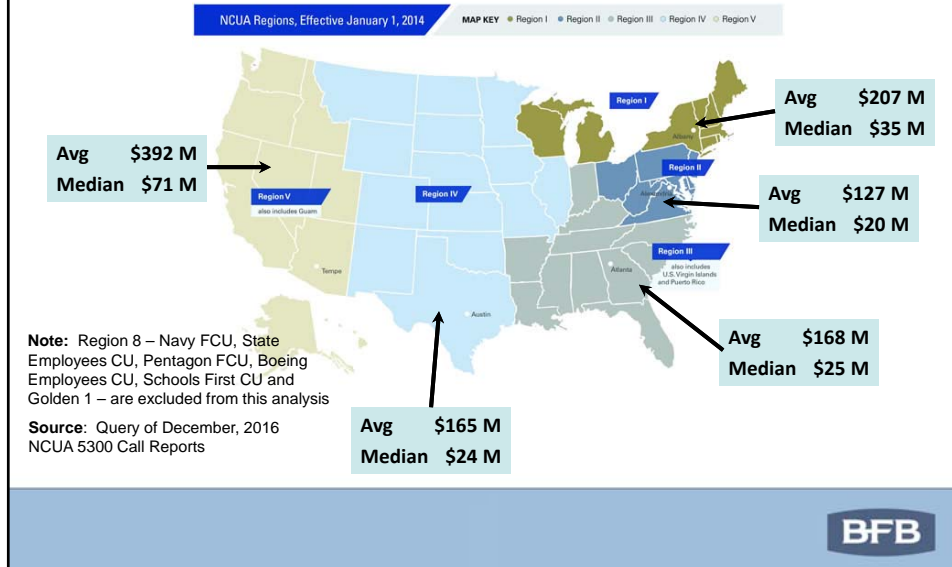 NCUA Regions, Effective January 1, 2014
MAP KEY Region I Region II Region III Region IV Region V
Region I
Albany
Avg $207 M
Median $35 M
Avg $392 M
Median $71 M
Region V
also includes Guam
Region IV
Region II
Avg $127 M
Median $20 M
Region III
also includes
U.S. Virgin Islands
and Puerto Rico
Tempe
Atlanta
Austin
Note: Region 8 – Navy FCU, State
Employees CU, Pentagon FCU, Boeing
Employees CU, Schools First CU and
Golden 1 – are excluded from this analysis
Source: Query of December, 2016
NCUA 5300 Call Reports
Avg $168 M
Median $25 M
Avg $165 M
Median $24 M
BFB